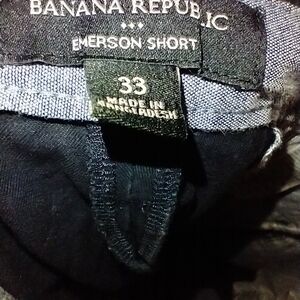 BANANA REPUBLIC
EMERSON SHORT
33
MADE IN
BANGLADESH